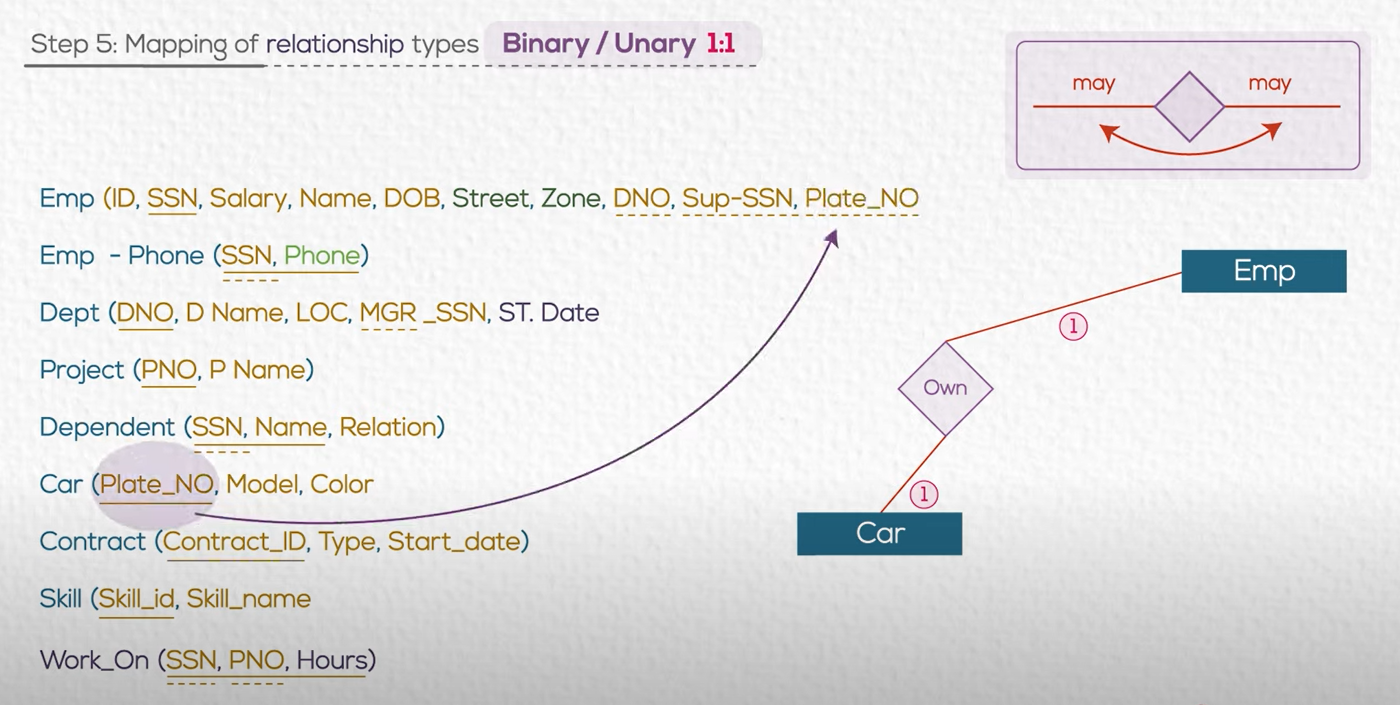 Step 5: Mapping of relationship types Binary / Unary 1:1
may may
Emp (ID, SSN, Salary, Name, DOB, Street, Zone, DNO, Sup-SSN, Plate_NO
Emp - Phone (SSN, Phone)
Dept (DNO, D Name, LOC, MGR _SSN, ST. Date
Project (PNO, P Name)
Dependent (SSN, Name, Relation)
Car (Plate_NO, Model, Color
Contract (Contract_ID, Type, Start_date)
Skill (Skill_id, Skill_name
Work_On (SSN, PNO, Hours)
Emp
1
Own
1
Car